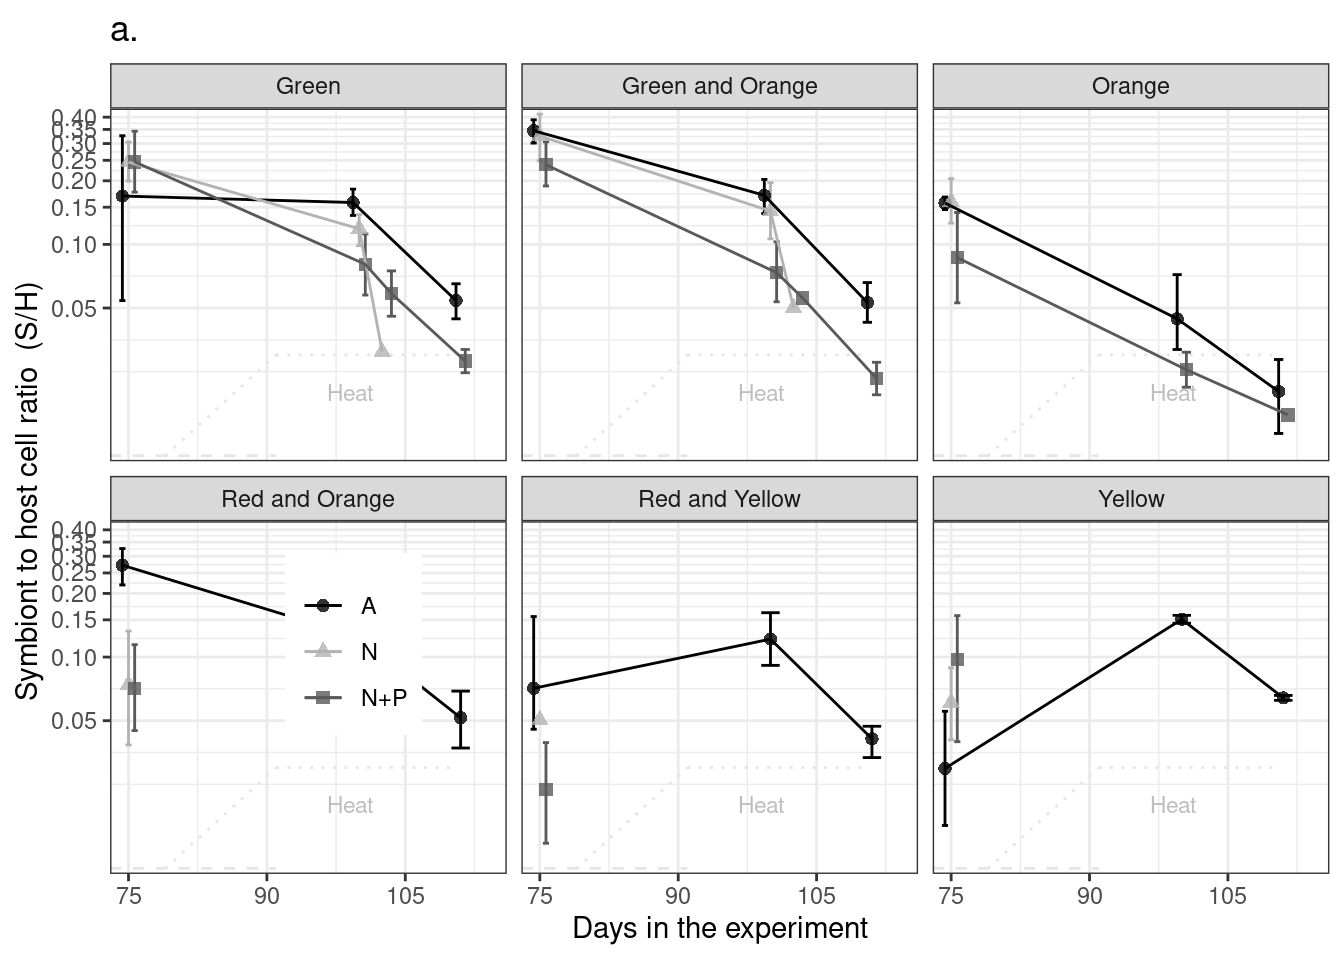 a.
Green
Green and Orange
Orange
0.40
0.35
0.30
0.25
0.20
0.15
0.10
0.05
Heat
Heat
Heat
Symbiont to host cell ratio (S/H)
Red and Orange
Red and Yellow
Yellow
0.40
0.35
0.30
0.25
0.20
0.15
0.10
0.05
A
N
N+P
Heat
Heat
Heat
75 90 105
75 90 105
75 90 105
Days in the experiment